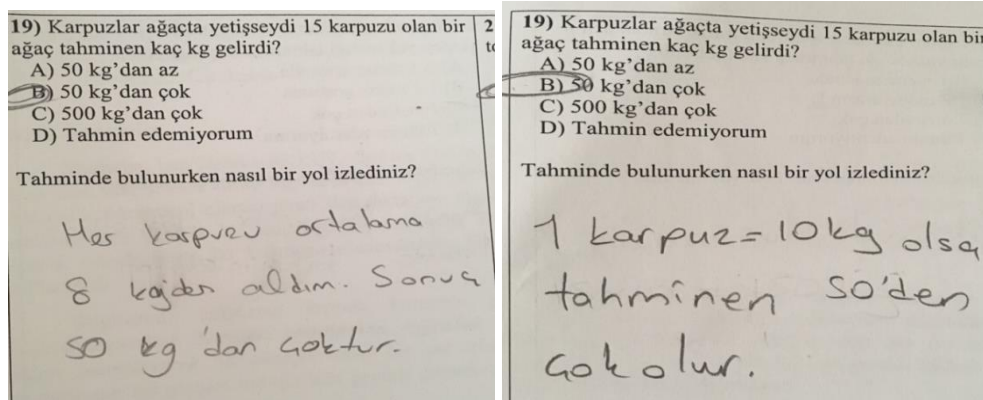 19) Karpuzlar ağaçta yetişseydi 15 karpuzu olan bir
ağaç tahminen kaç kg gelirdi?
A) 50 kg’dan az
B) 50 kg’dan çok
C) 500 kg’dan çok
D) Tahmin edemiyorum
Tahminde bulunurken nasıl bir yol izlediniz?
Her karpuzu ortalama
8 kg'dan aldım. Sonuç
50 kg'dan çoktur.
2
19) Karpuzlar ağaçta yetişseydi 15 karpuzu olan bir
ağaç tahminen kaç kg gelirdi?
A) 50 kg’dan az
B) 50 kg’dan çok
C) 500 kg’dan çok
D) Tahmin edemiyorum
Tahminde bulunurken nasıl bir yol izlediniz?
1 karpuz = 10 kg olsa
tahminen 50'den
çok olur.